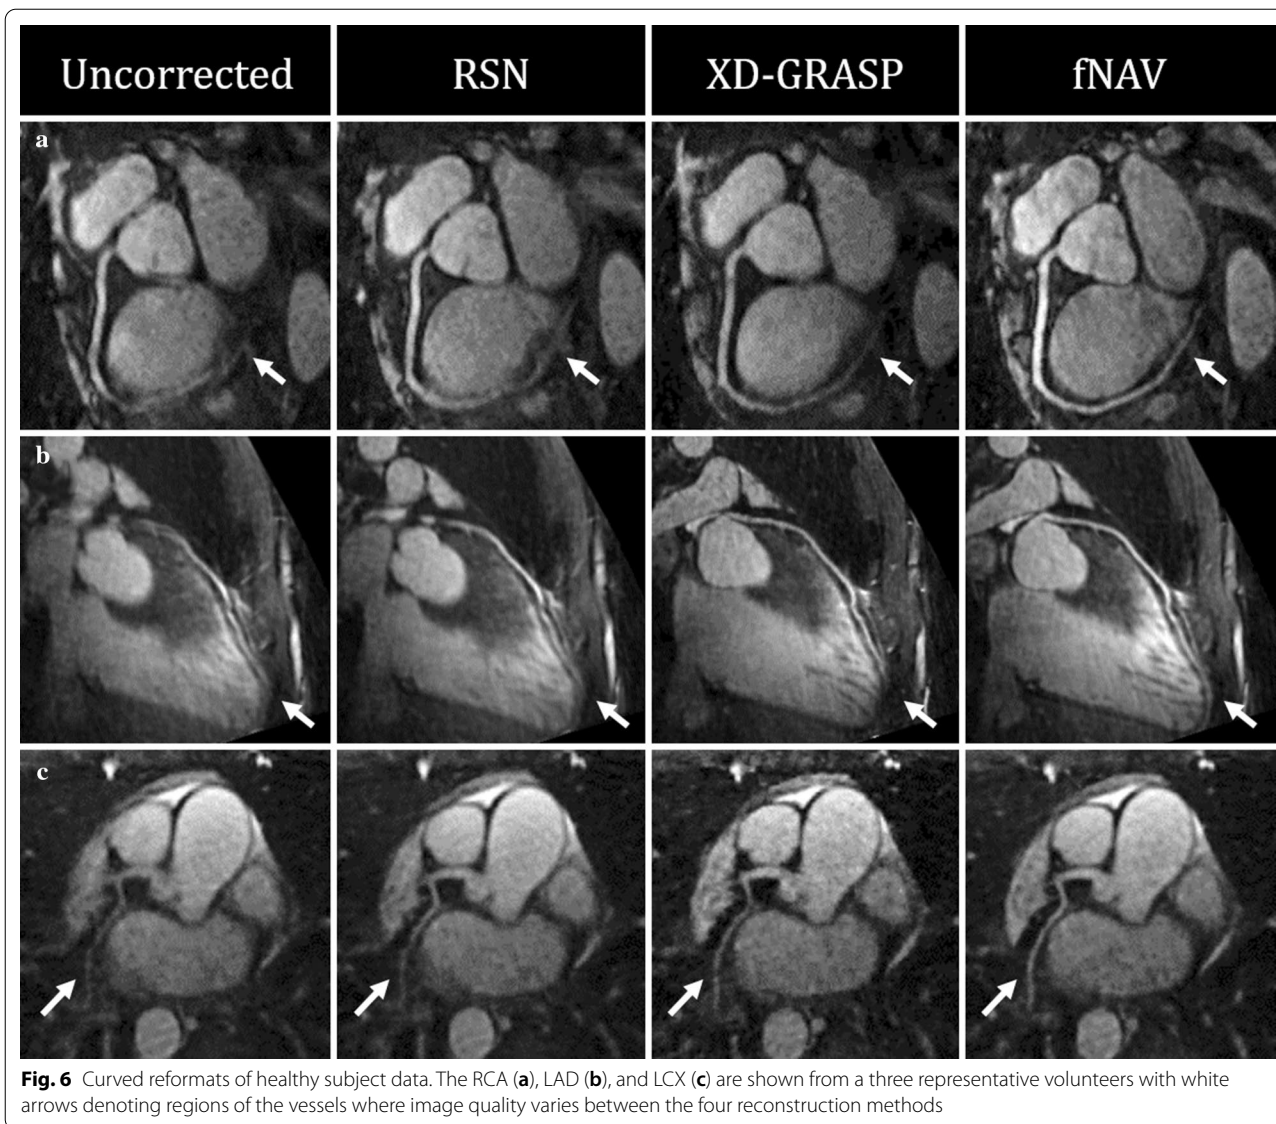 Uncorrected RSN XD-GRASP fNAV
a
b
c
Fig. 6 Curved reformats of healthy subject data. The RCA (a), LAD (b), and LCX (c) are shown from a three representative volunteers with white
arrows denoting regions of the vessels where image quality varies between the four reconstruction methods